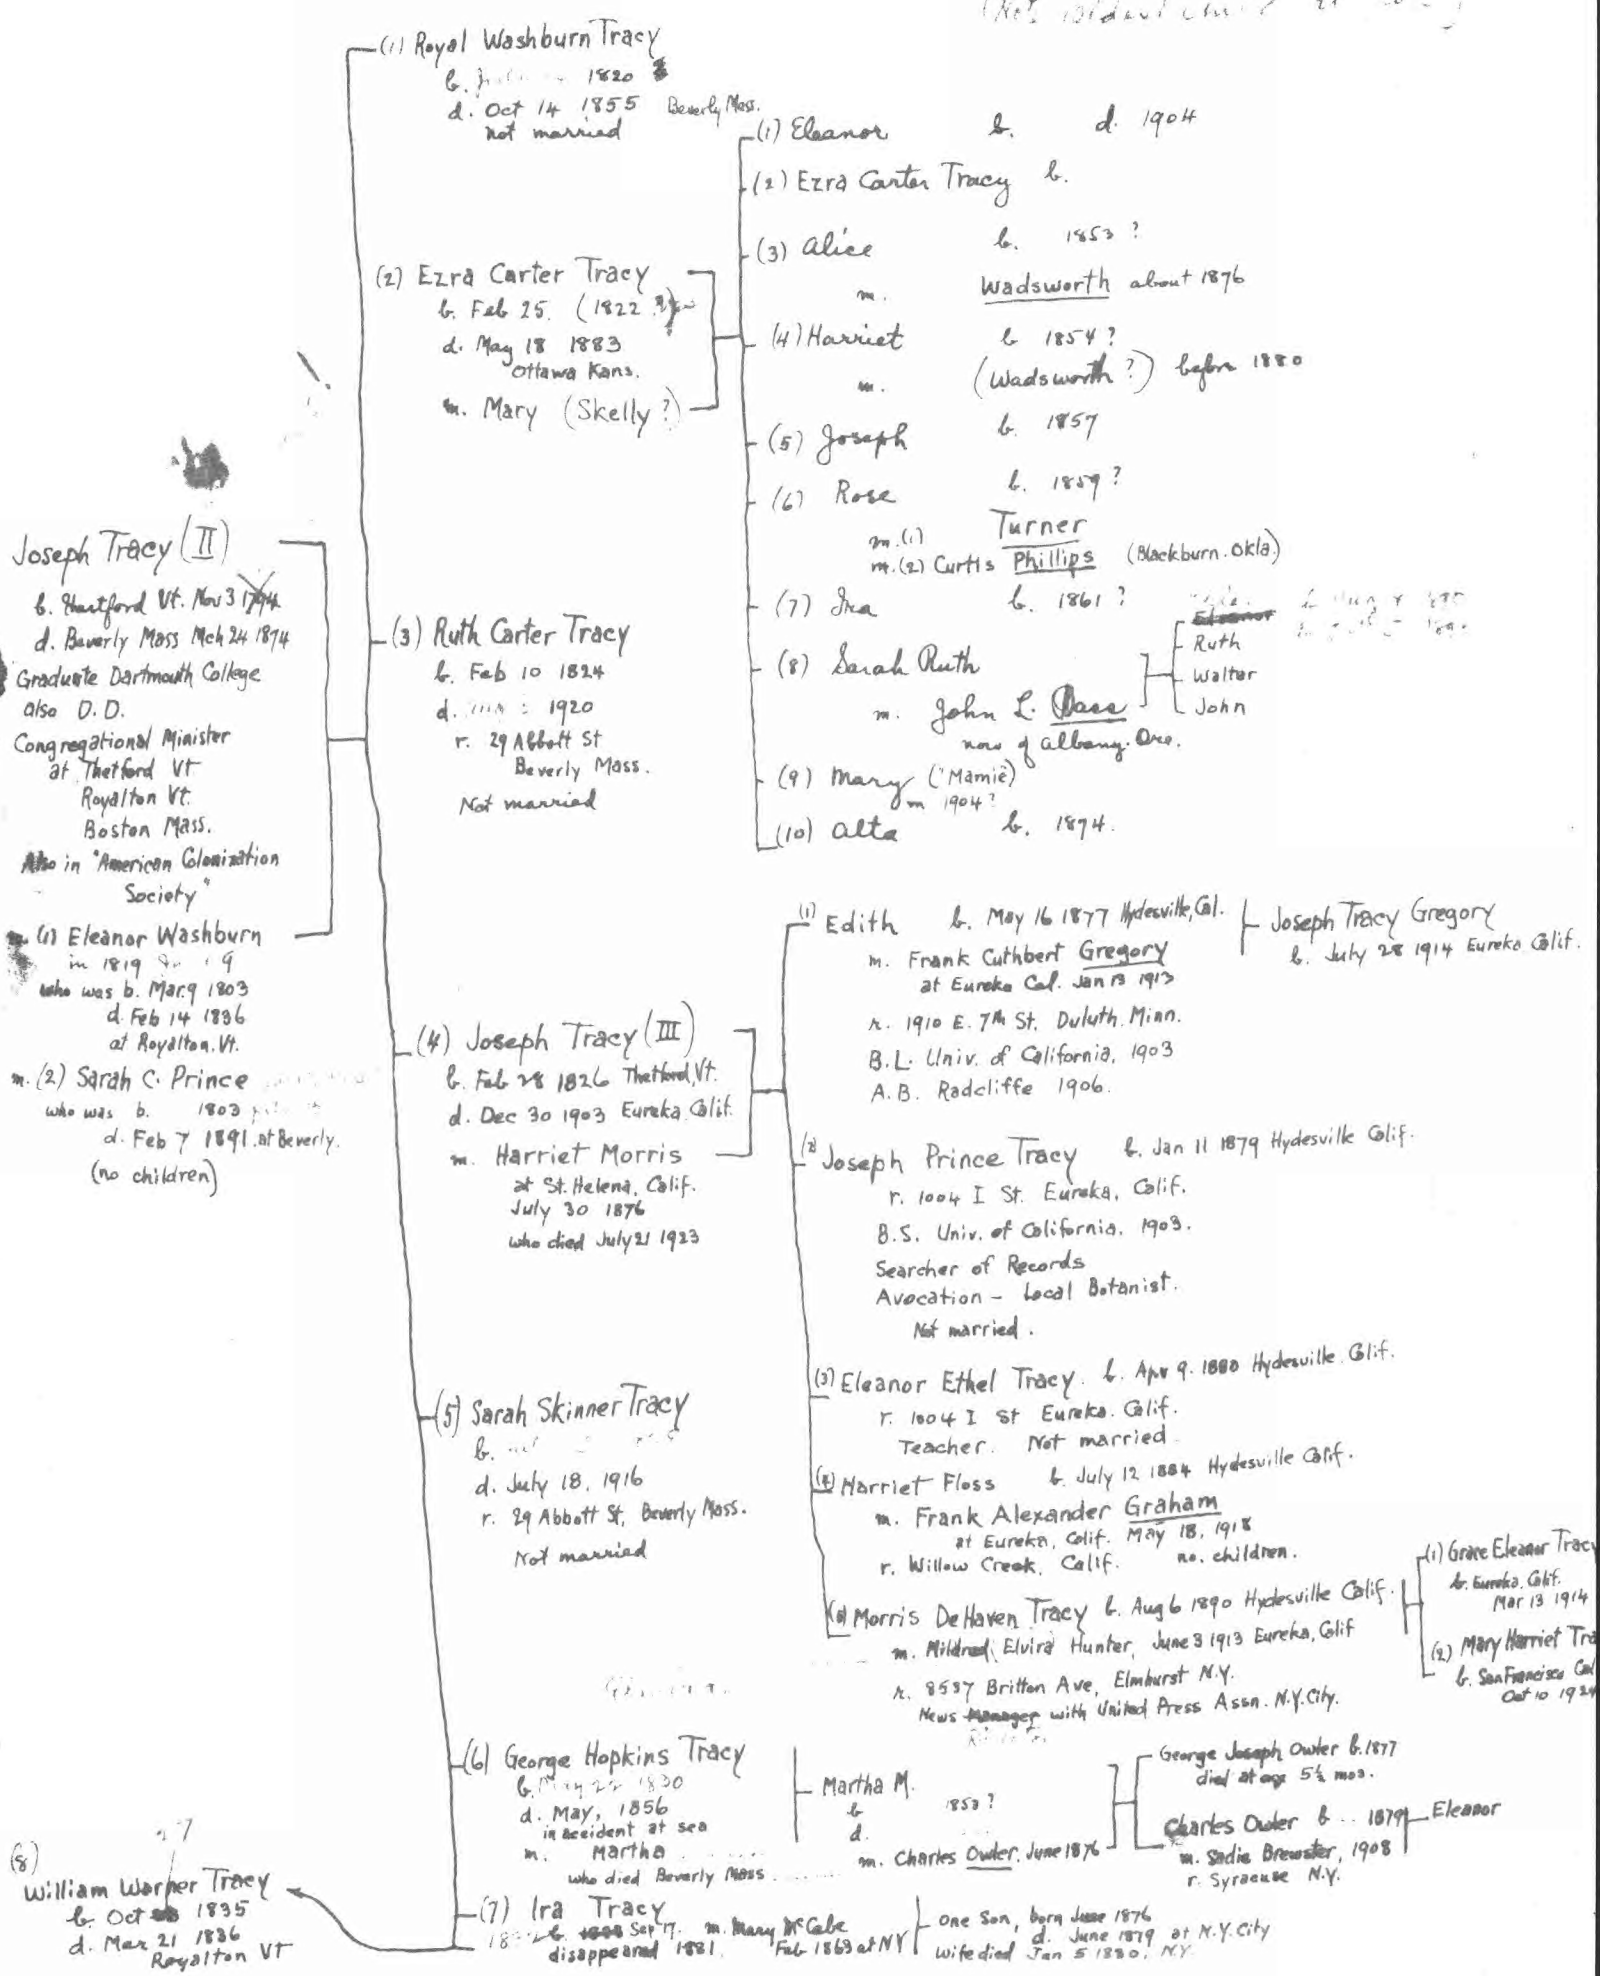 (1) Royal Washburn Tracy
b. 1820
d. Oct 14 1855 Beverly Mass.
not married
(1) Eleanor b. d. 1904
(2) Ezra Carter Tracy b.
(3) Alice b. 1853 ?
m. Wadsworth about 1876
(2) Ezra Carter Tracy
b. Feb 25. (1822 ?)
d. May 18 1883
Ottawa Kans.
m. Mary (Skelly ?)
(4) Harriet b 1854 ?
m. (Wadsworth ?) before 1880
(5) Joseph b. 1857
(6) Rose b. 1859 ?
m. (1) Turner
m. (2) Curtis Phillips (Blackburn. Okla.)
(7) Ira b. 1861 ?
(8) Sarah Ruth
m. John L.
now of Albany. Ore.
Eleanor
Ruth
Walter
John
(9) Mary ("Mamie")
m 1904 ?
(10) Alta b. 1874.
Joseph Tracy (II)
b. Hartford Vt. Nov 3 1794
d. Beverly Mass Mch 24 1874
Graduate Dartmouth College
also D.D.
Congregational Minister
at Thetford Vt
Royalton Vt.
Boston Mass.
Also in "American Colonization
Society"
m. (1) Eleanor Washburn
in 1819
who was b. Mar. 9 1803
d. Feb 14 1836
at Royalton. Vt.
m. (2) Sarah C. Prince
who was b. 1803
d. Feb 7 1891. at Beverly.
(no children)
(3) Ruth Carter Tracy
b. Feb 10 1824
d. 1920
r. 29 Abbott St
Beverly Mass.
Not married
(4) Joseph Tracy (III)
b. Feb 28 1826 Thetford, Vt.
d. Dec 30 1903 Eureka, Calif.
m. Harriet Morris
at St. Helena, Calif.
July 30 1876
who died July 21 1923
(1) Edith b. May 16 1877 Hydesville, Cal.
m. Frank Cuthbert Gregory
at Eureka Cal. Jan 13 1913
r. 1910 E. 7th St. Duluth. Minn.
B.L. Univ. of California, 1903
A.B. Radcliffe 1906.
Joseph Tracy Gregory
b. July 28 1914 Eureka Calif.
(2) Joseph Prince Tracy b. Jan 11 1879 Hydesville Calif.
r. 1004 I St. Eureka, Calif.
B.S. Univ. of California. 1903.
Searcher of Records
Avocation - Local Botanist.
Not married.
(3) Eleanor Ethel Tracy. b. Apr 9. 1880 Hydesville. Calif.
r. 1004 I St Eureka. Calif.
Teacher. Not married
(4) Harriet Floss b. July 12 1884 Hydesville Calif.
m. Frank Alexander Graham
at Eureka, Calif. May 18, 1918
r. Willow Creek, Calif. no. children.
(5) Morris DeHaven Tracy b. Aug 6 1890 Hydesville Calif.
m. Mildred Elvira Hunter, June 3 1913 Eureka, Calif
r. 8537 Britton Ave, Elmhurst N.Y.
News Manager with United Press Assn. N.Y. City.
(1) Grace Eleanor Tracy
b. Eureka. Calif.
Mar 13 1914
(2) Mary Harriet Tra
b. San Francisco Cal
Oct 10 1924
(5) Sarah Skinner Tracy
b.
d. July 18, 1916
r. 29 Abbott St, Beverly Mass.
Not married
(6) George Hopkins Tracy
b. May 1830
d. May, 1856
in accident at sea
m. Martha
who died Beverly Mass
Martha M.
b 1853 ?
d.
m. Charles Owler. June 1876
George Joseph Owler b. 1877
died at age 5½ mos.
Charles Owler b 1879
m. Sadie Brewster, 1908
r. Syracuse N.Y.
Eleanor
(7) Ira Tracy
b. Sep 17. m. Mary McCabe
disappeared 1881. Feb 1863 at NY
one son, born June 1876
d. June 1879 at N.Y. City
wife died Jan 5 1880, N.Y.
(8)
William Warner Tracy
b. Oct 1835
d. Mar 21 1836
Royalton Vt